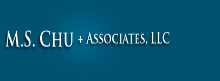 M.S. CHU + ASSOCIATES, LLC